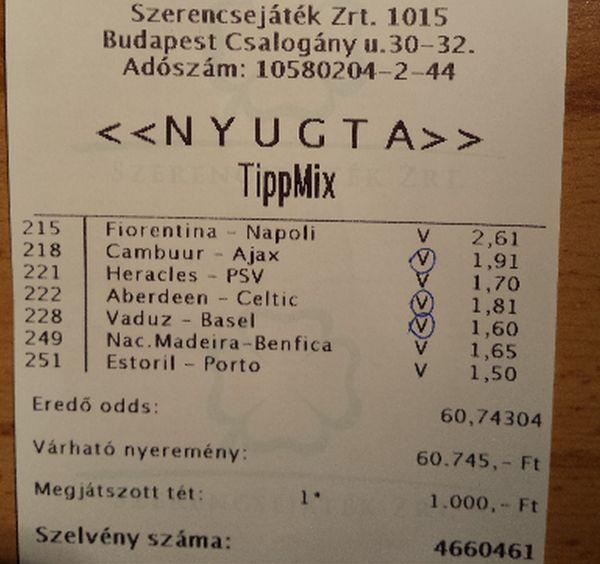 Szerencsejáték Zrt. 1015
Budapest Csalogány u.30-32.
Adószám: 10580204-2-44
<<NYUGTA>>
SZERENCSEJÁTÉK ZRT.
TippMix
215 Fiorentina - Napoli V 2,61
218 Cambuur - Ajax V 1,91
221 Heracles - PSV V 1,70
222 Aberdeen - Celtic V 1,81
228 Vaduz - Basel V 1,60
249 Nac.Madeira-Benfica V 1,65
251 Estoril - Porto V 1,50
Eredő odds: 60,74304
Várható nyeremény: 60.745,- Ft
Megjátszott tét: 1* 1.000,- Ft
Szelvény száma: 4660461